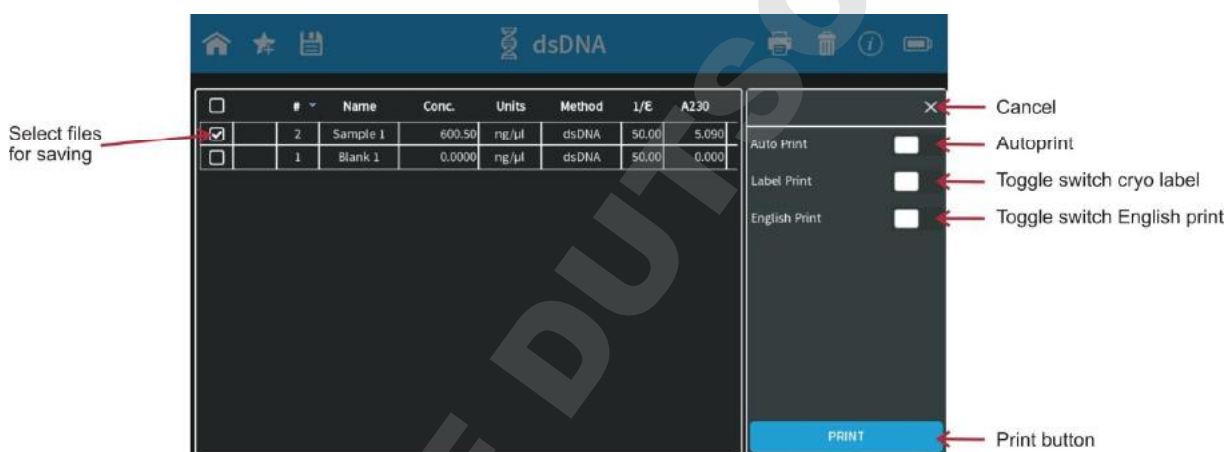 dsDNA
# Name Conc. Units Method 1/ε A230
2 Sample 1 600.50 ng/µl dsDNA 50.00 5.090
1 Blank 1 0.0000 ng/µl dsDNA 50.00 0.000
Select files
for saving
Auto Print
Label Print
English Print
PRINT
Cancel
Autoprint
Toggle switch cryo label
Toggle switch English print
Print button
DUTSC